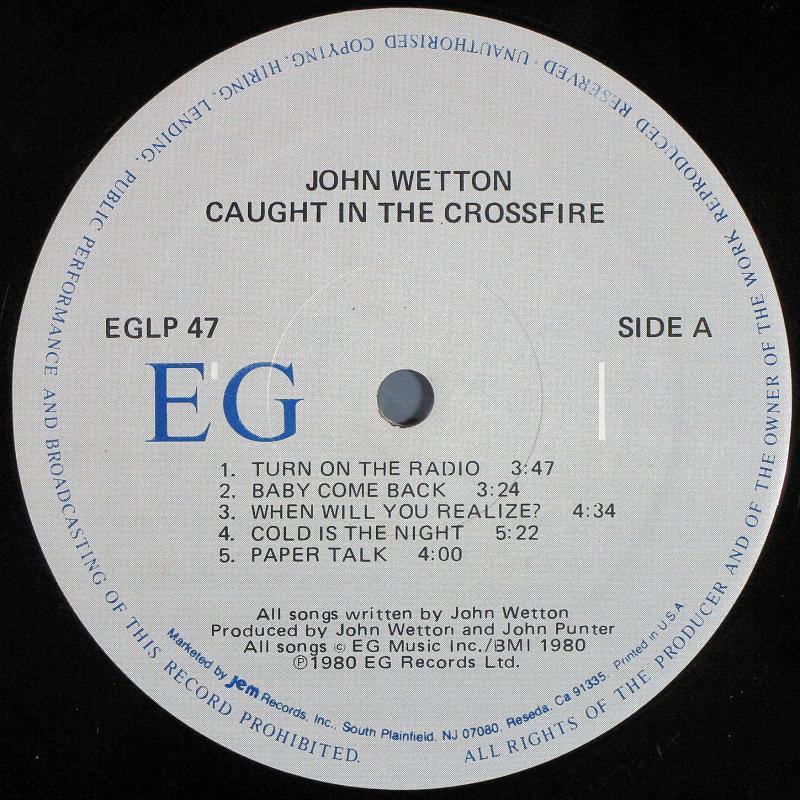 JOHN WETTON
CAUGHT IN THE CROSSFIRE
EGLP 47
SIDE A
EG
1. TURN ON THE RADIO 3:47
2. BABY COME BACK 3:24
3. WHEN WILL YOU REALIZE? 4:34
4. COLD IS THE NIGHT 5:22
5. PAPER TALK 4:00
All songs written by John Wetton
Produced by John Wetton and John Punter
All songs © EG Music Inc./BMI 1980
℗1980 EG Records Ltd.
Marketed by Jem Records, Inc., South Plainfield, NJ 07080. Reseda, Ca 91335. Printed in U S A
ALL RIGHTS OF THE PRODUCER AND OF THE OWNER OF THE WORK REPRODUCED RESERVED · UNAUTHORISED COPYING, HIRING, LENDING, PUBLIC PERFORMANCE AND BROADCASTING OF THIS RECORD PROHIBITED.